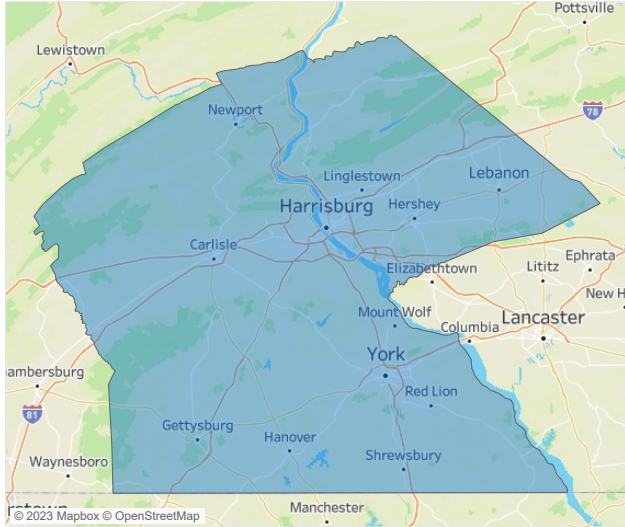 Pottsville
Lewistown
Newport
78
Linglestown
Lebanon
Harrisburg
Hershey
Carlisle
Elizabethtown
Ephrata
Lititz
New H
Mount Wolf
Columbia
Lancaster
York
ambersburg
Red Lion
81
Gettysburg
Hanover
Shrewsbury
Waynesboro
rstown
Manchester
© 2023 Mapbox © OpenStreetMap